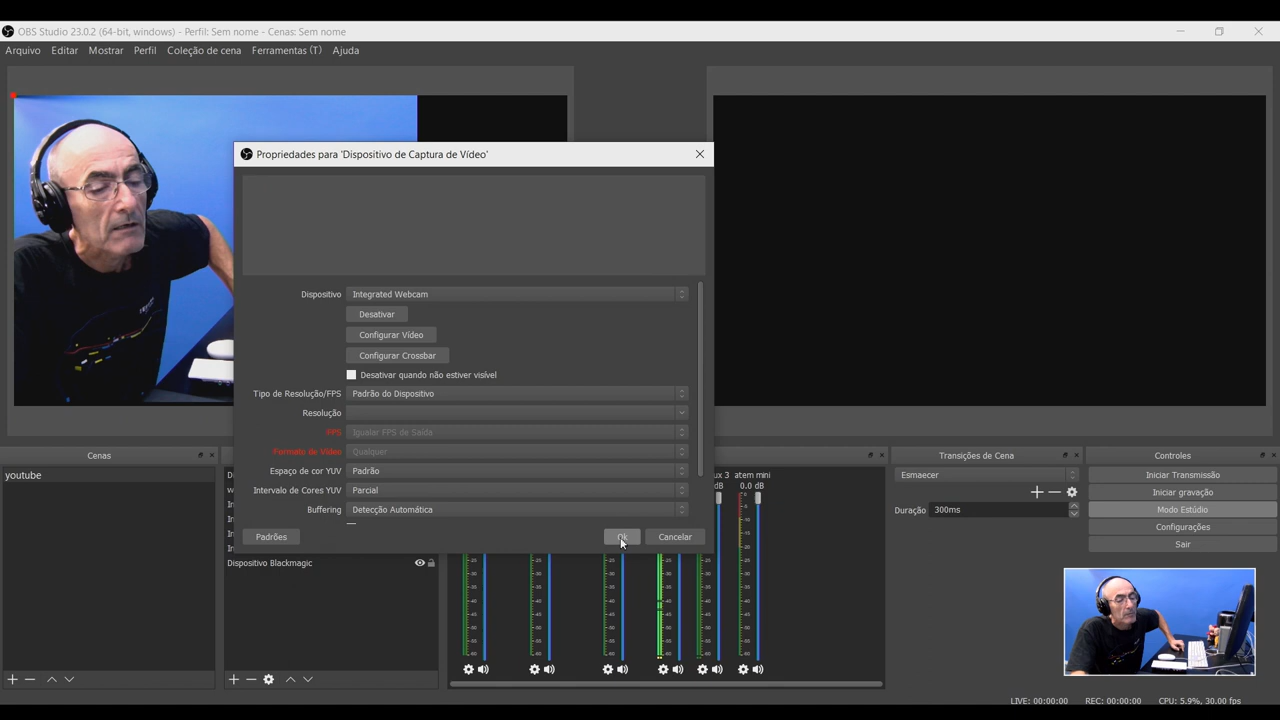 OBS Studio 23.0.2 (64-bit, windows) - Perfil: Sem nome - Cenas: Sem nome
Arquivo Editar Mostrar Perfil Coleção de cena Ferramentas (T) Ajuda
Propriedades para 'Dispositivo de Captura de Vídeo'
Dispositivo Integrated Webcam
Desativar
Configurar Vídeo
Configurar Crossbar
Desativar quando não estiver visível
Tipo de Resolução/FPS Padrão do Dispositivo
Resolução
FPS Igualar FPS de Saída
Formato de Vídeo Qualquer
Espaço de cor YUV Padrão
Intervalo de Cores YUV Parcial
Buffering Detecção Automática
Padrões Ok Cancelar
Cenas
youtube
Dispositivo Blackmagic
ux 3 atem mini
dB 0.0 dB
Transições de Cena
Esmaecer
Duração 300ms
Controles
Iniciar Transmissão
Iniciar gravação
Modo Estúdio
Configurações
Sair
LIVE: 00:00:00 REC: 00:00:00 CPU: 5.9%, 30.00 fps